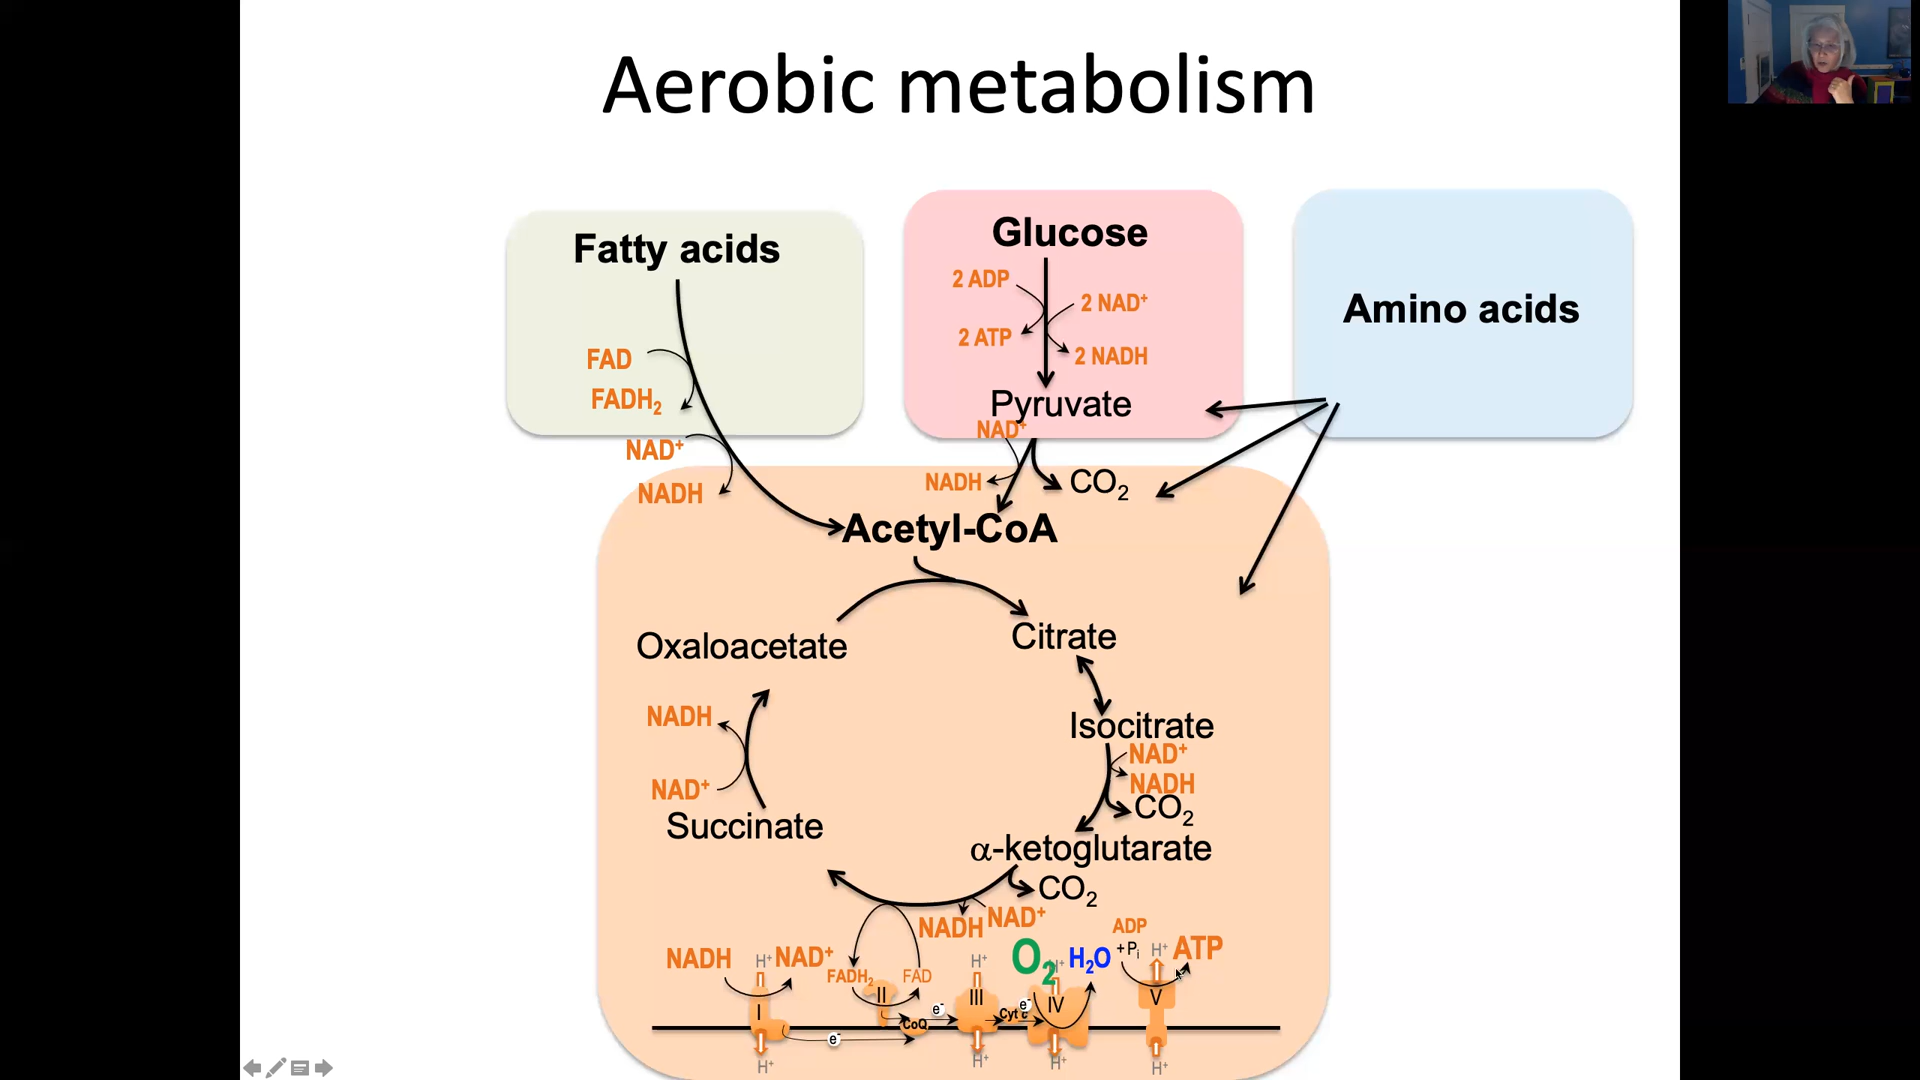 Aerobic metabolism
Fatty acids
FAD
FADH₂
NAD⁺
NADH
Glucose
2 ADP
2 NAD⁺
2 ATP
2 NADH
Pyruvate
NAD⁺
NADH
CO₂
Amino acids
Acetyl-CoA
Oxaloacetate
Citrate
NADH
NAD⁺
Isocitrate
NAD⁺
NADH
CO₂
Succinate
α-ketoglutarate
CO₂
NADH
NAD⁺
NADH
H⁺
NAD⁺
FADH₂
FAD
H⁺
O₂
H⁺
H₂O
ADP
+Pᵢ
H⁺
ATP
I
II
III
IV
V
e⁻
CoQ
e⁻
Cyt c
e⁻
H⁺
H⁺
H⁺
H⁺